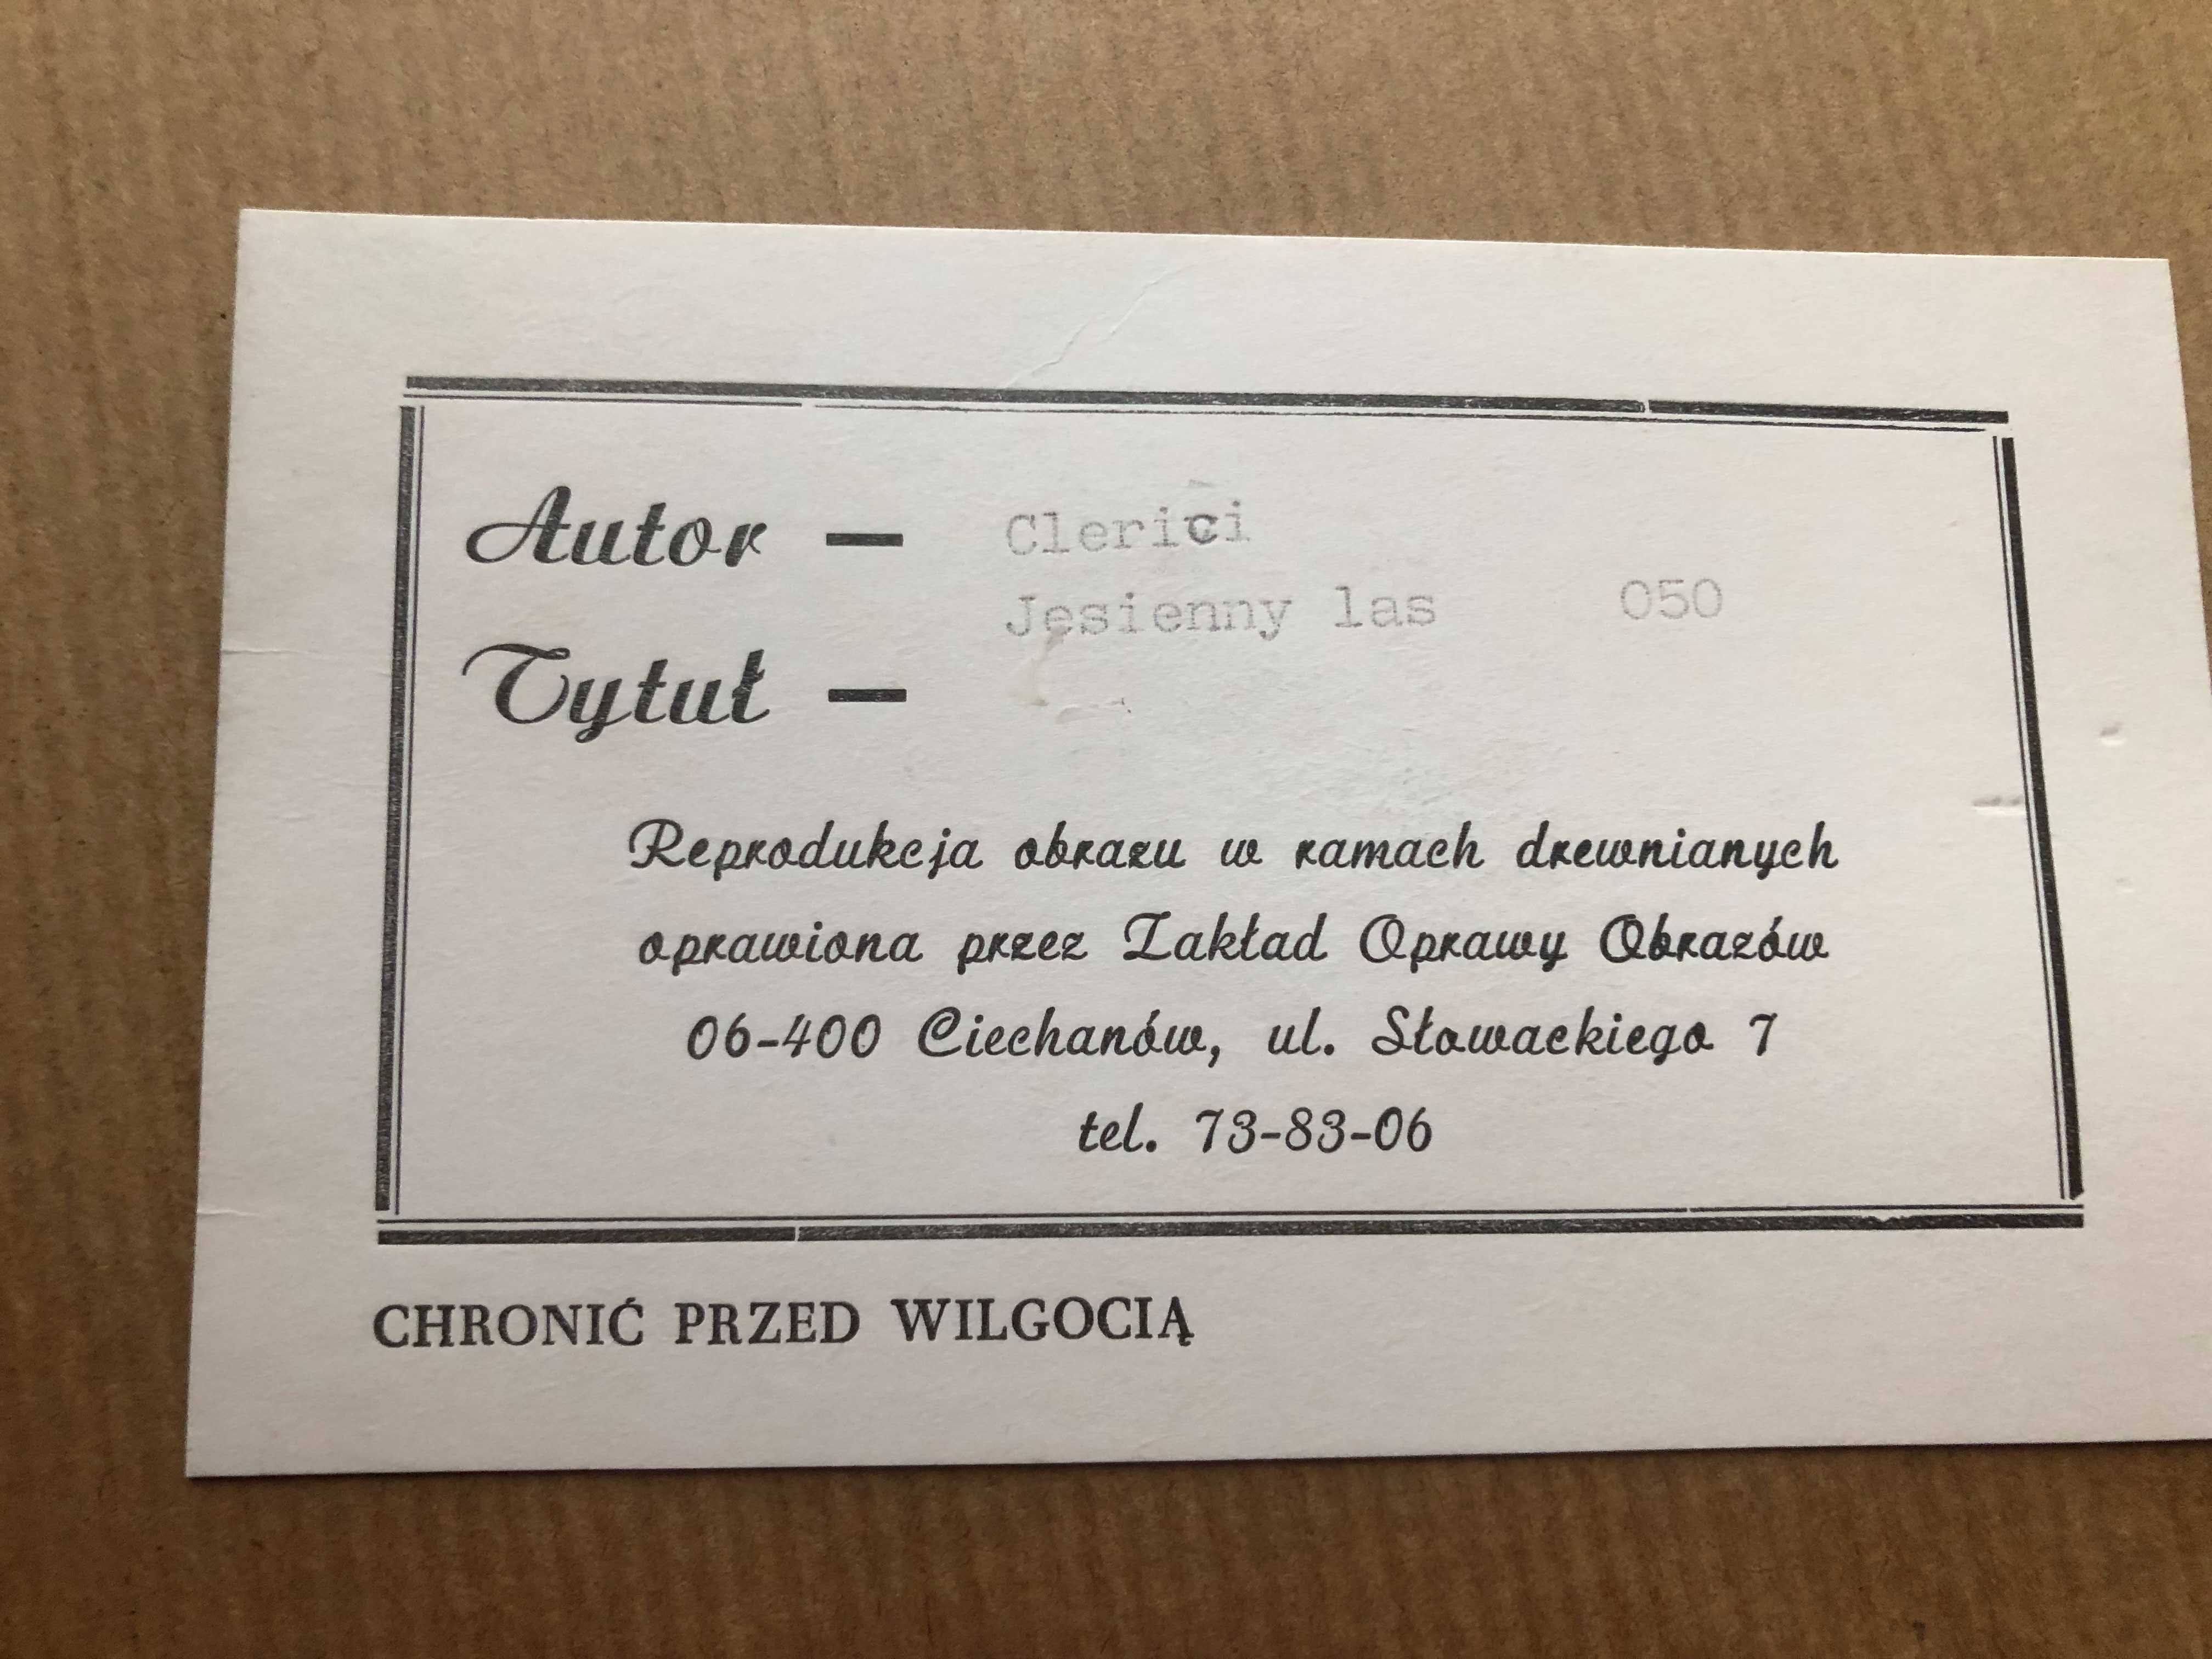 Autor — Clerici
Jesienny las 050
Tytuł —
Reprodukcja obrazu w ramach drewnianych
oprawiona przez Zakład Oprawy Obrazów
06-400 Ciechanów, ul. Słowackiego 7
tel. 73-83-06
CHRONIĆ PRZED WILGOCIĄ